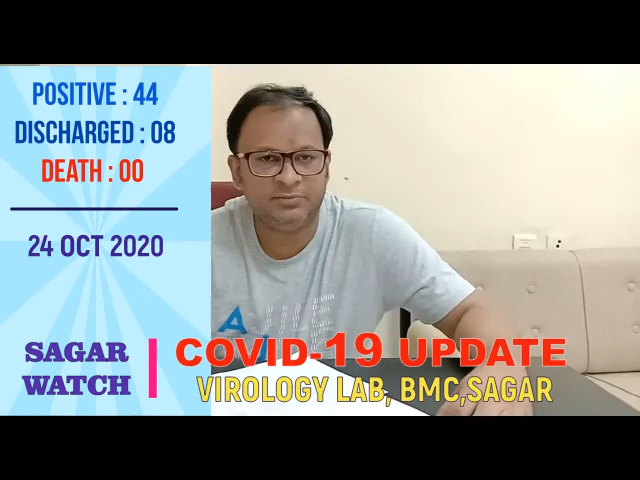 POSITIVE : 44
DISCHARGED : 08
DEATH : 00
24 OCT 2020
SAGAR
WATCH
COVID-19 UPDATE
VIROLOGY LAB, BMC,SAGAR